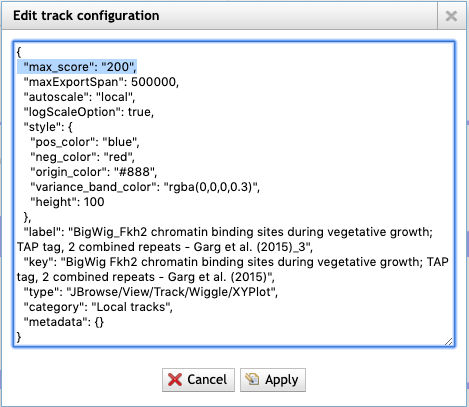 Edit track configuration
{
  "max_score": "200",
  "maxExportSpan": 500000,
  "autoscale": "local",
  "logScaleOption": true,
  "style": {
    "pos_color": "blue",
    "neg_color": "red",
    "origin_color": "#888",
    "variance_band_color": "rgba(0,0,0,0.3)",
    "height": 100
  },
  "label": "BigWig_Fkh2 chromatin binding sites during vegetative growth;
TAP tag, 2 combined repeats - Garg et al. (2015)_3",
  "key": "BigWig Fkh2 chromatin binding sites during vegetative growth; TAP
tag, 2 combined repeats - Garg et al. (2015)",
  "type": "JBrowse/View/Track/Wiggle/XYPlot",
  "category": "Local tracks",
  "metadata": {}
}
Cancel Apply